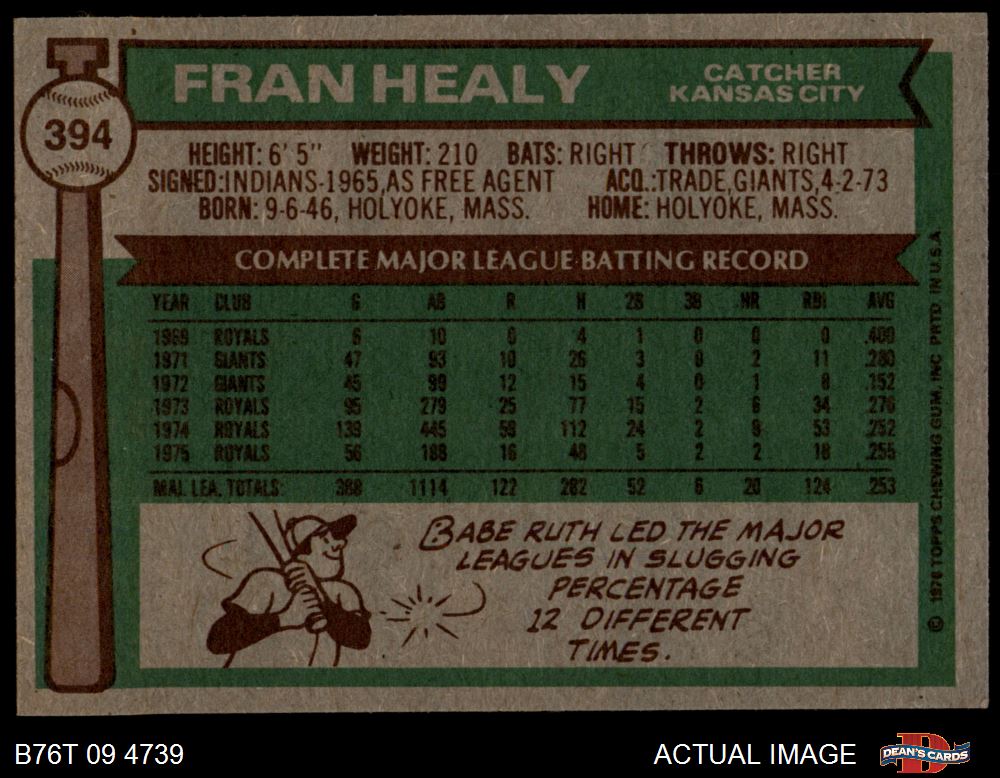 FRAN HEALY
CATCHER
KANSAS CITY
394
HEIGHT: 6' 5" WEIGHT: 210 BATS: RIGHT THROWS: RIGHT
SIGNED: INDIANS-1965, AS FREE AGENT ACQ.: TRADE, GIANTS, 4-2-73
BORN: 9-6-46, HOLYOKE, MASS. HOME: HOLYOKE, MASS.
COMPLETE MAJOR LEAGUE BATTING RECORD
YEAR CLUB G AB R H 2B 3B HR RBI AVG
1969 ROYALS 6 10 0 4 1 0 0 0 .400
1971 GIANTS 47 93 10 26 3 0 2 11 .280
1972 GIANTS 45 99 12 15 4 0 1 8 .152
1973 ROYALS 95 279 25 77 15 2 6 34 .276
1974 ROYALS 139 445 59 112 24 2 9 53 .252
1975 ROYALS 56 188 16 48 5 2 2 18 .255
MAJ. LEA. TOTALS: 388 1114 122 282 52 6 20 124 .253
BABE RUTH LED THE MAJOR
LEAGUES IN SLUGGING
PERCENTAGE
12 DIFFERENT
TIMES.
© 1976 TOPPS CHEWING GUM, INC PRTD IN U.S.A.
B76T 09 4739
ACTUAL IMAGE
DEAN'S CARDS